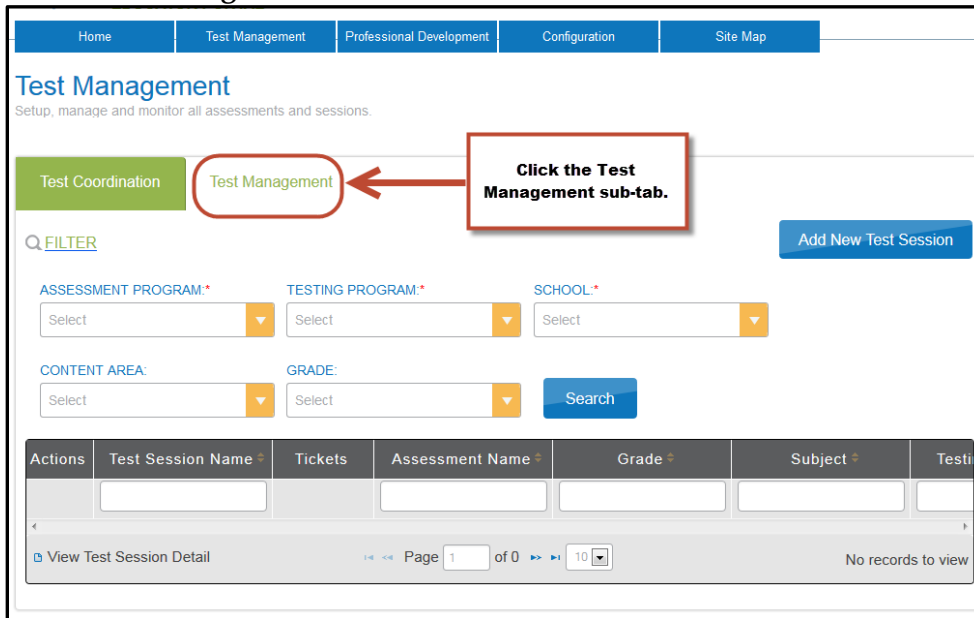 Home Test Management Professional Development Configuration Site Map
Test Management
Setup, manage and monitor all assessments and sessions.
Test Coordination Test Management
Click the Test
Management sub-tab.
FILTER
Add New Test Session
ASSESSMENT PROGRAM:* TESTING PROGRAM:* SCHOOL:*
Select Select Select
CONTENT AREA: GRADE:
Select Select Search
Actions Test Session Name Tickets Assessment Name Grade Subject Testi
View Test Session Detail Page 1 of 0 10 No records to view